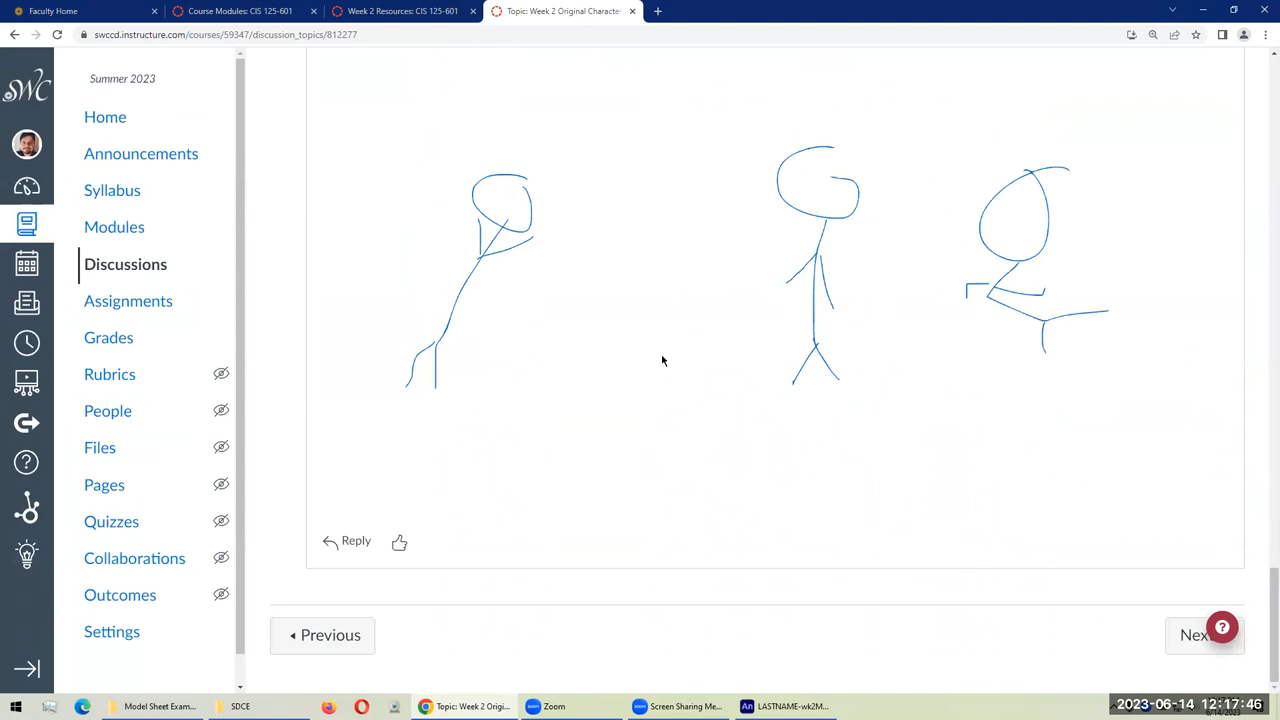 Faculty Home
Course Modules: CIS 125-601
Week 2 Resources: CIS 125-601
Topic: Week 2 Original Character
swccd.instructure.com/courses/59347/discussion_topics/812277
SWC
Summer 2023
Home
Announcements
Syllabus
Modules
Discussions
Assignments
Grades
Rubrics
People
Files
Pages
Quizzes
Collaborations
Outcomes
Settings
Reply
Previous
Next
Model Sheet Exam...
SDCE
Topic: Week 2 Origi...
Zoom
Screen Sharing Me...
An
LASTNAME-wk2M...
2023-06-14 12:17:46